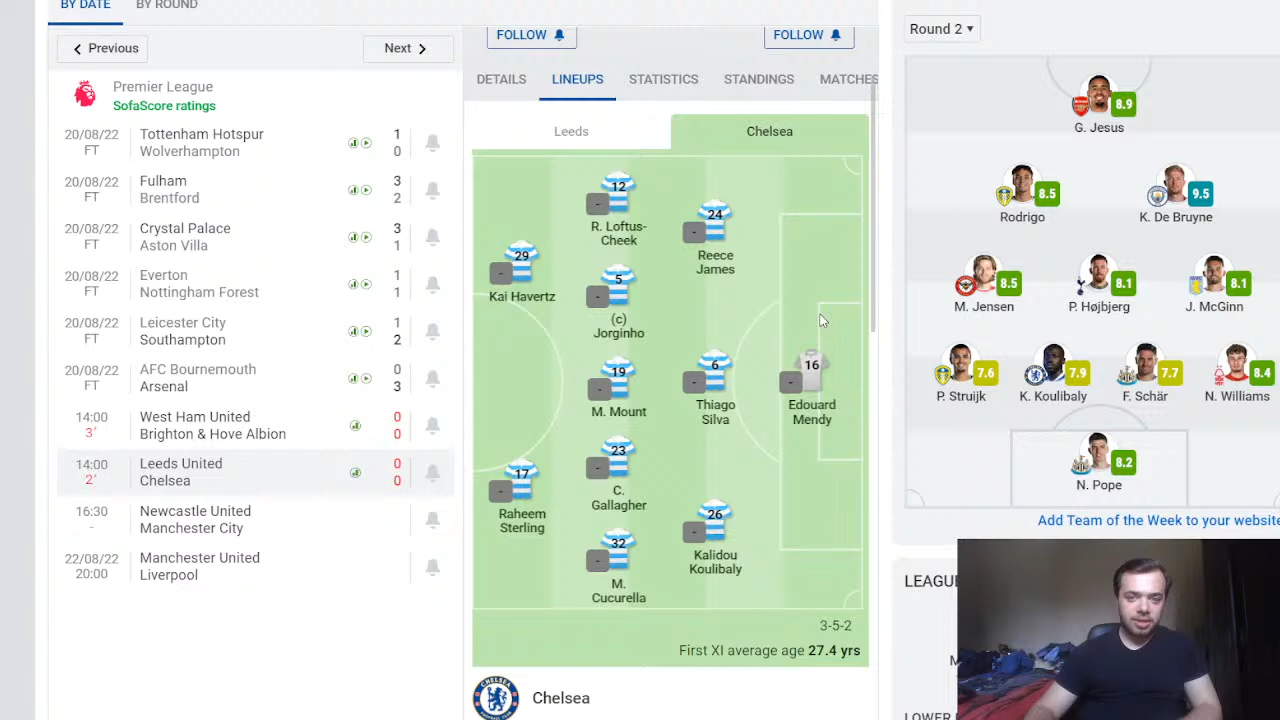 BY DATE
BY ROUND
Previous
Next
Premier League
SofaScore ratings
20/08/22
FT
Tottenham Hotspur
Wolverhampton
1
0
20/08/22
FT
Fulham
Brentford
3
2
20/08/22
FT
Crystal Palace
Aston Villa
3
1
20/08/22
FT
Everton
Nottingham Forest
1
1
20/08/22
FT
Leicester City
Southampton
1
2
20/08/22
FT
AFC Bournemouth
Arsenal
0
3
14:00
3'
West Ham United
Brighton & Hove Albion
0
0
14:00
2'
Leeds United
Chelsea
0
0
16:30
-
Newcastle United
Manchester City
22/08/22
20:00
Manchester United
Liverpool
FOLLOW
FOLLOW
DETAILS
LINEUPS
STATISTICS
STANDINGS
MATCHES
Leeds
Chelsea
12
-
R. Loftus-
Cheek
24
-
Reece
James
29
-
Kai Havertz
5
-
(c)
Jorginho
19
-
M. Mount
6
-
Thiago
Silva
16
-
Edouard
Mendy
23
-
C.
Gallagher
17
-
Raheem
Sterling
26
-
Kalidou
Koulibaly
32
-
M.
Cucurella
3-5-2
First XI average age 27.4 yrs
CHELSEA
Chelsea
Round 2
8.9
G. Jesus
8.5
Rodrigo
9.5
K. De Bruyne
8.5
M. Jensen
8.1
P. Højbjerg
8.1
J. McGinn
7.6
P. Struijk
7.9
K. Koulibaly
7.7
F. Schär
8.4
N. Williams
8.2
N. Pope
Add Team of the Week to your website